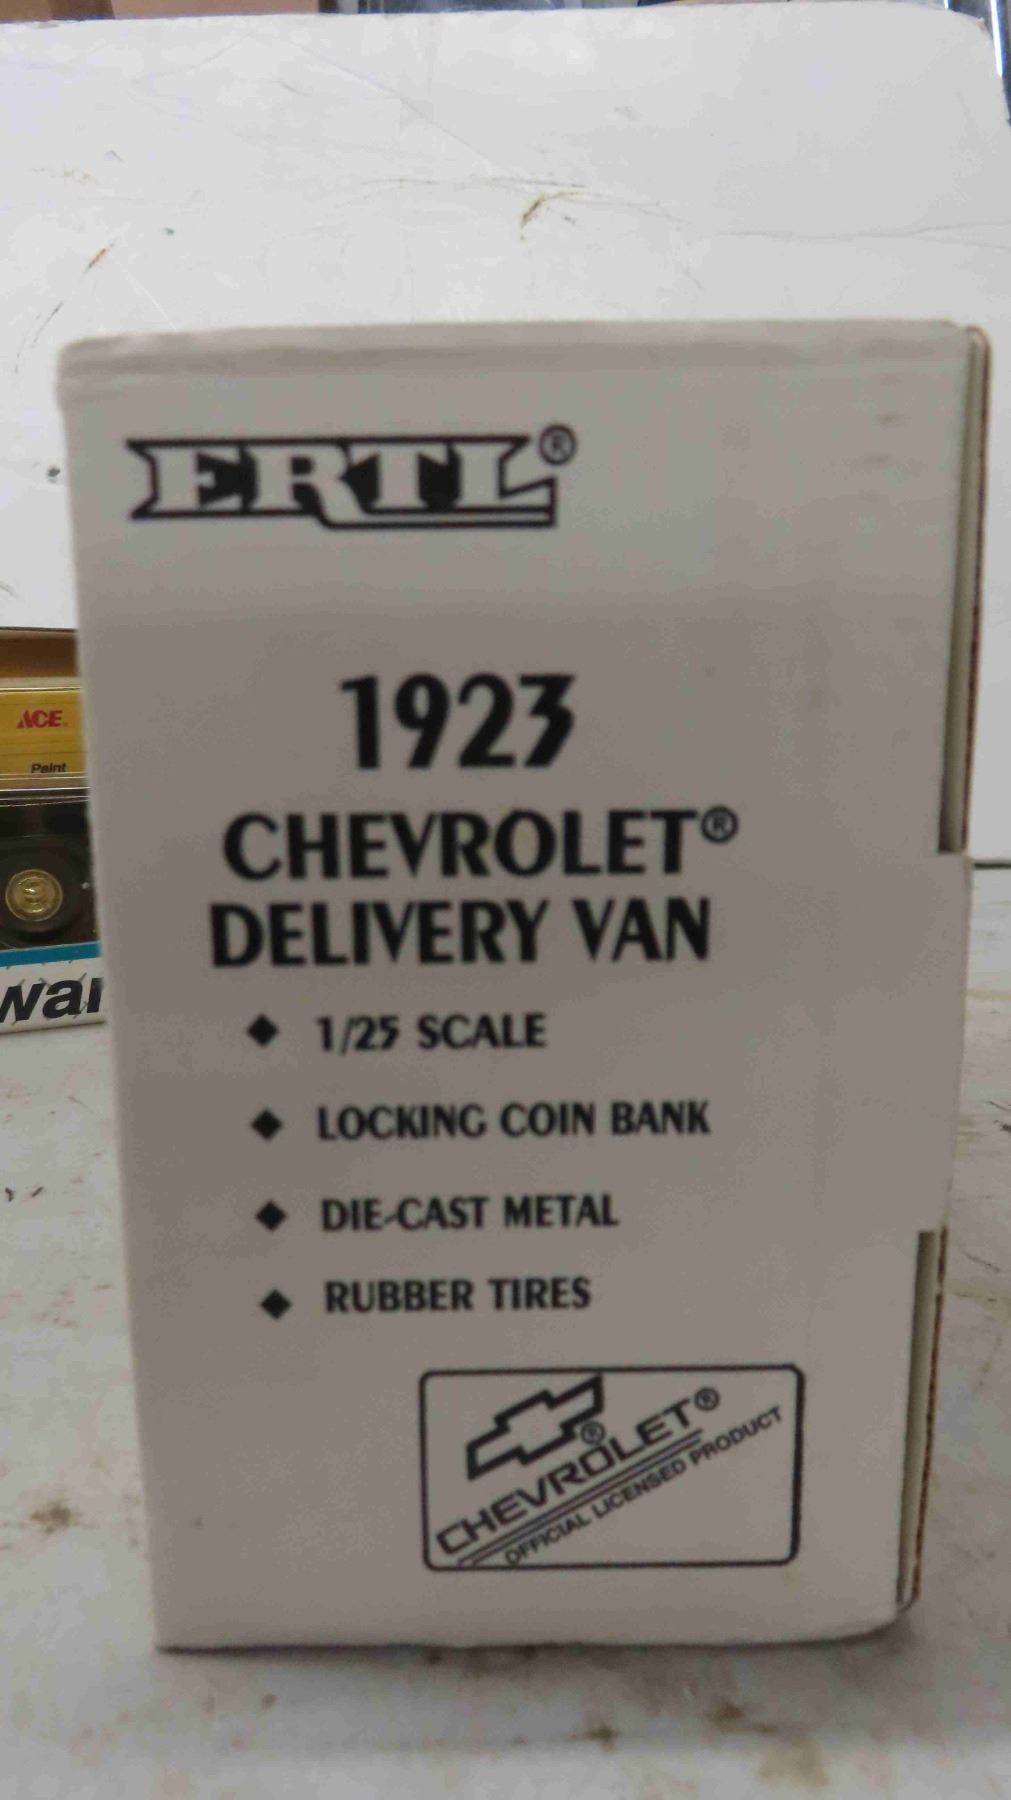 ERTL®
1923
CHEVROLET®
DELIVERY VAN
◆ 1/25 SCALE
◆ LOCKING COIN BANK
◆ DIE-CAST METAL
◆ RUBBER TIRES
®
CHEVROLET®
OFFICIAL LICENSED PRODUCT
ACE
Paint